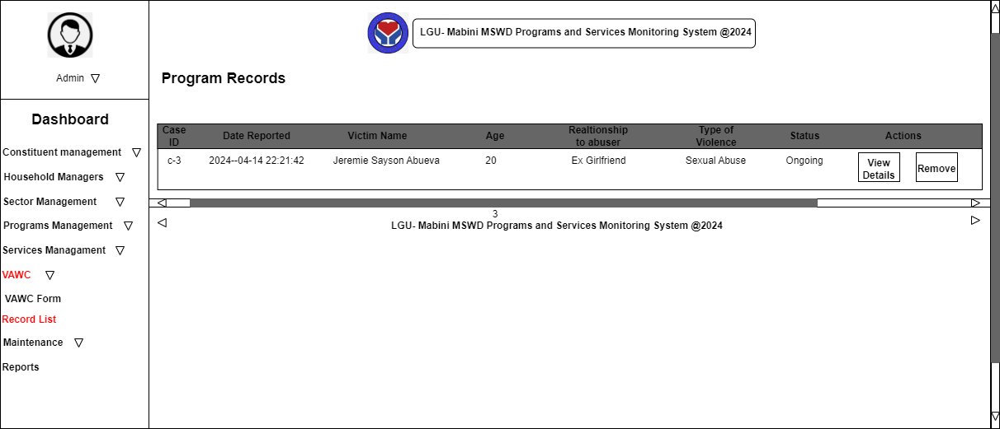 LGU- Mabini MSWD Programs and Services Monitoring System @2024
Admin
Program Records
Dashboard
Constituent management
Household Managers
Sector Management
Programs Management
Services Managament
VAWC
VAWC Form
Record List
Maintenance
Reports
Case ID Date Reported Victim Name Age Realtionship to abuser Type of Violence Status Actions
c-3 2024--04-14 22:21:42 Jeremie Sayson Abueva 20 Ex Girlfriend Sexual Abuse Ongoing View Details Remove
3
LGU- Mabini MSWD Programs and Services Monitoring System @2024